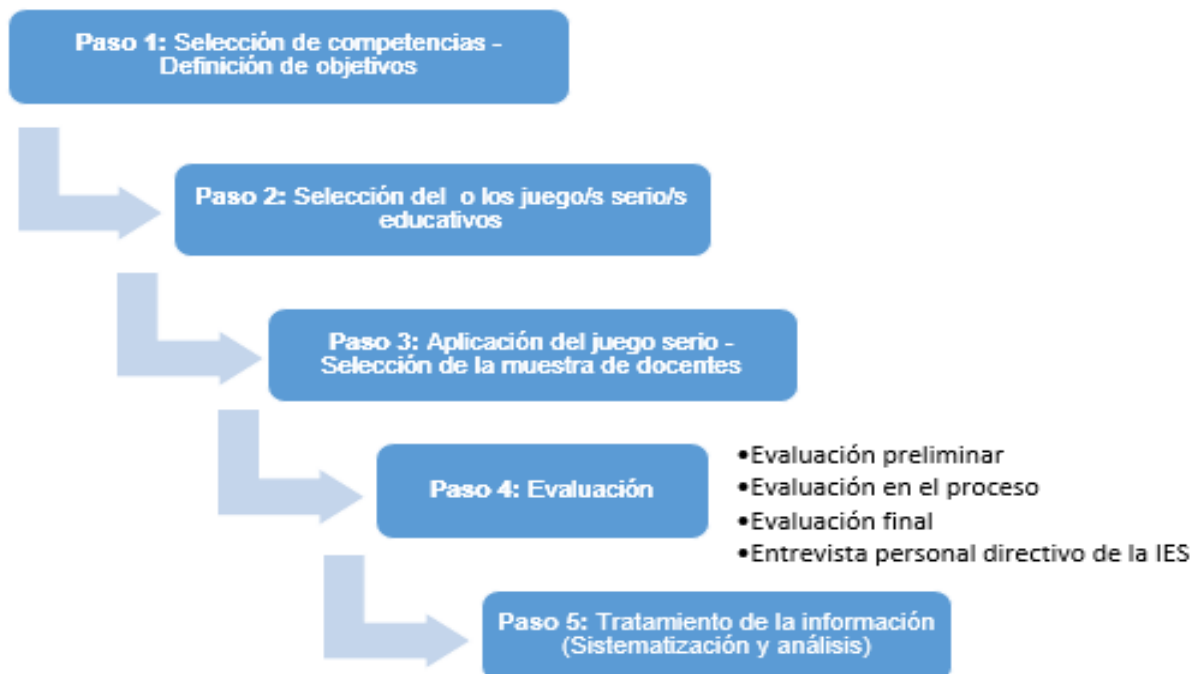 Paso 1: Selección de competencias -
Definición de objetivos
Paso 2: Selección del o los juego/s serio/s
educativos
Paso 3: Aplicación del juego serio -
Selección de la muestra de docentes
Paso 4: Evaluación
•Evaluación preliminar
•Evaluación en el proceso
•Evaluación final
•Entrevista personal directivo de la IES
Paso 5: Tratamiento de la información
(Sistematización y análisis)